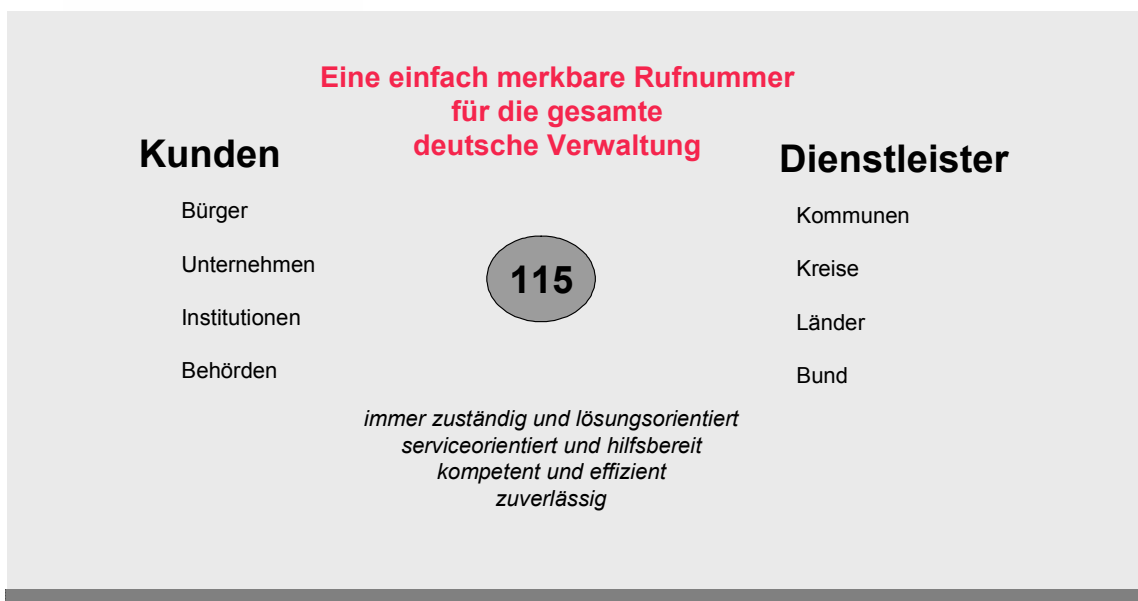 Eine einfach merkbare Rufnummer
für die gesamte
deutsche Verwaltung
Kunden
Bürger
Unternehmen
Institutionen
Behörden
115
Dienstleister
Kommunen
Kreise
Länder
Bund
immer zuständig und lösungsorientiert
serviceorientiert und hilfsbereit
kompetent und effizient
zuverlässig